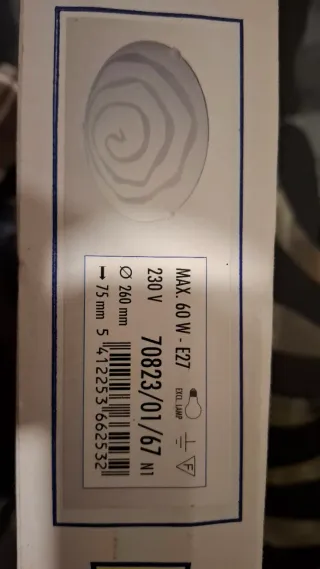 MAX. 60 W - E27
EXCL. LAMP
F
230 V 70823/01/67 N1
Ø 260 mm
➞ 75 mm
5 412253 662532